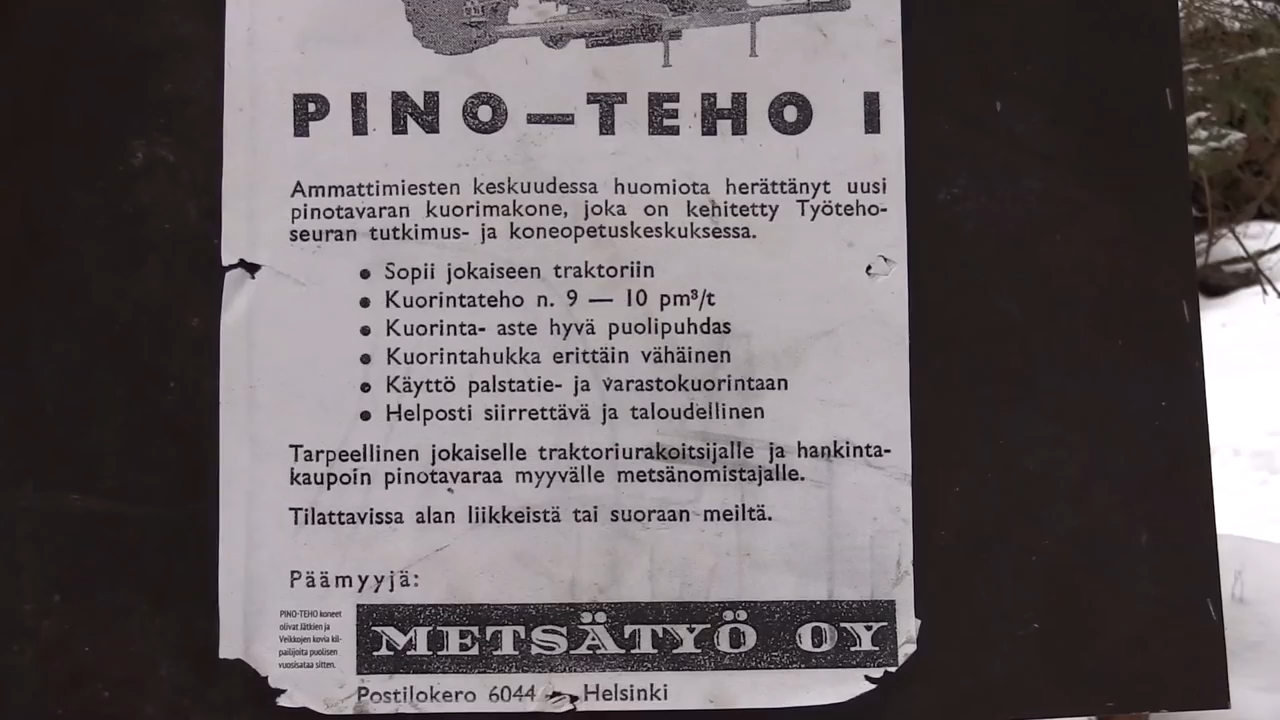 PINO—TEHO I
Ammattimiesten keskuudessa huomiota herättänyt uusi
pinotavaran kuorimakone, joka on kehitetty Työteho-
seuran tutkimus- ja koneopetuskeskuksessa.
● Sopii jokaiseen traktoriin
● Kuorintateho n. 9 — 10 pm³/t
● Kuorinta- aste hyvä puolipuhdas
● Kuorintahukka erittäin vähäinen
● Käyttö palstatie- ja varastokuorintaan
● Helposti siirrettävä ja taloudellinen
Tarpeellinen jokaiselle traktoriurakoitsijalle ja hankinta-
kaupoin pinotavaraa myyvälle metsänomistajalle.
Tilattavissa alan liikkeistä tai suoraan meiltä.
Päämyyjä:
PINO-TEHO koneet
olivat Jätkien ja
Veikkojen kovia kil-
pailijoita puolisen
vuosisataa sitten.
METSÄTYÖ OY
Postilokero 6044 — Helsinki